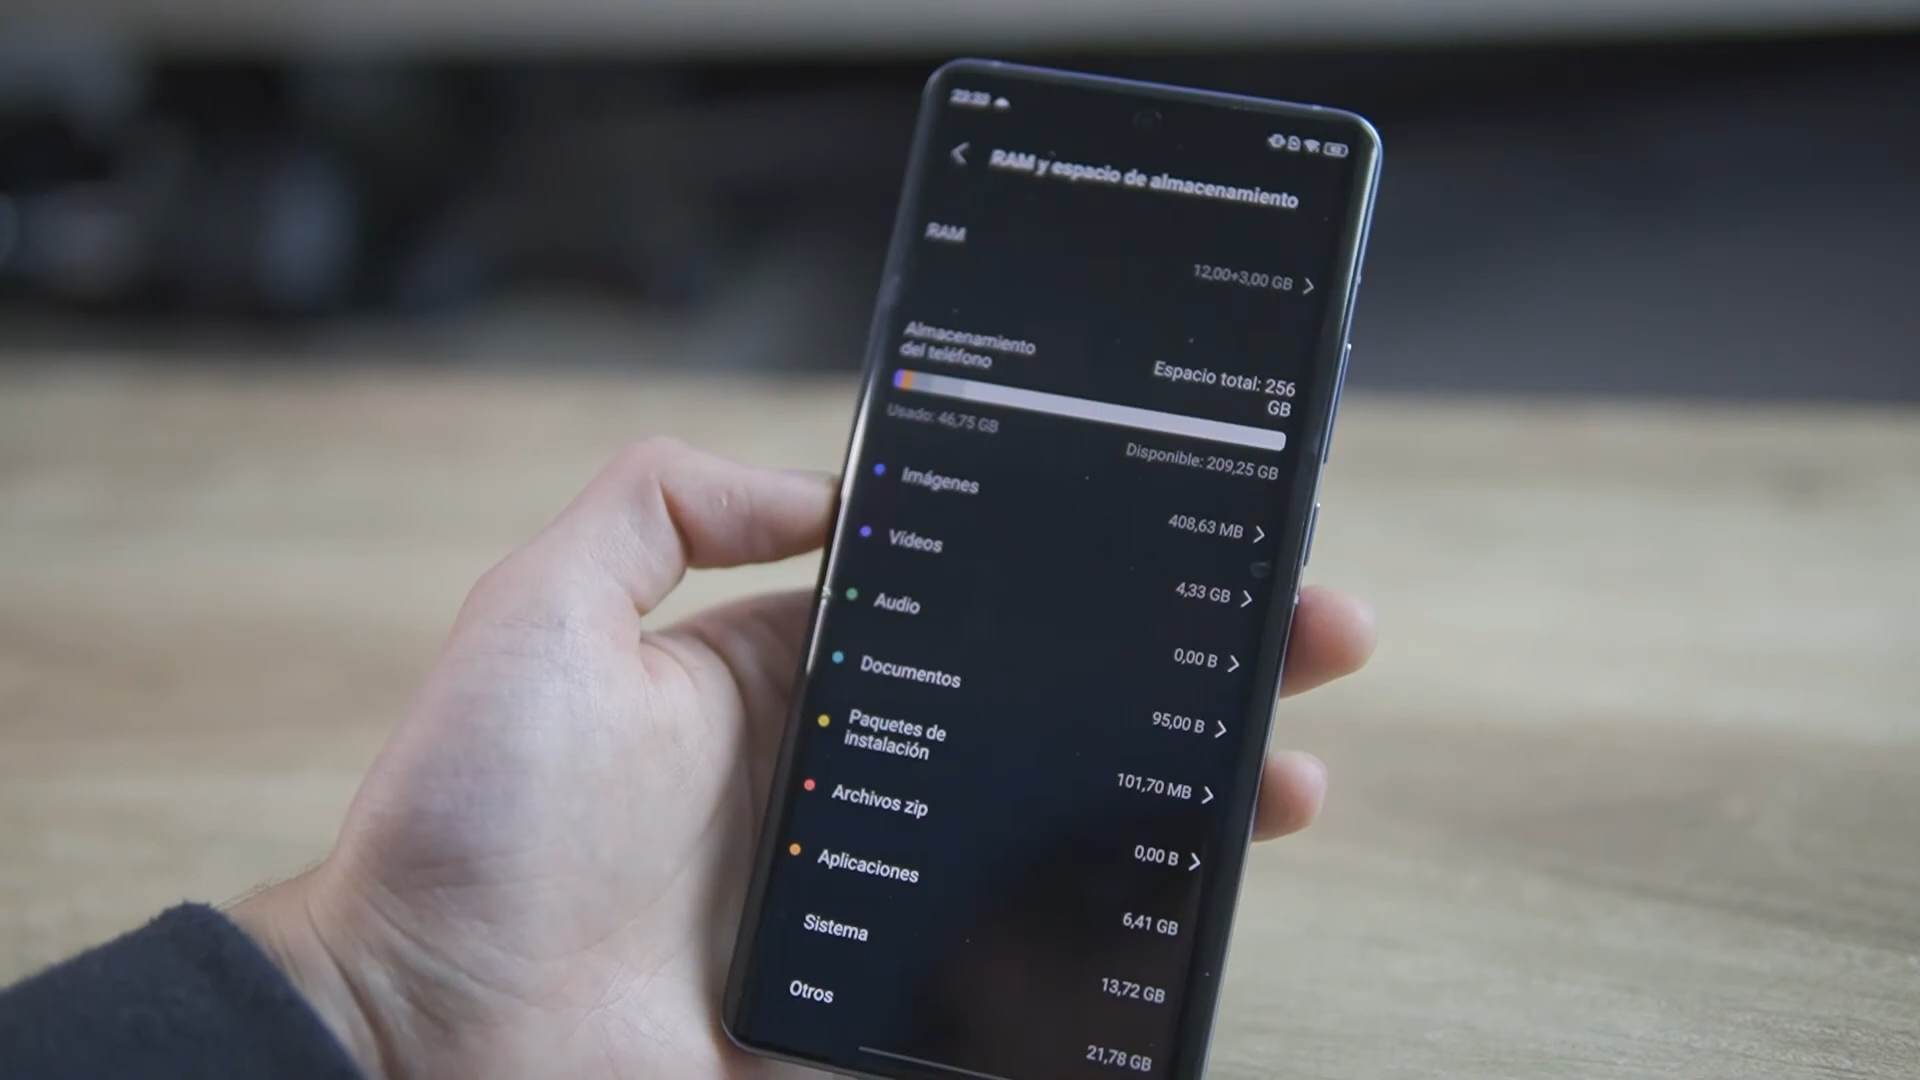 RAM y espacio de almacenamiento
RAM
12,00+3,00 GB
Almacenamiento
del teléfono
Espacio total: 256
GB
Usado: 46,75 GB
Disponible: 209,25 GB
Imágenes
408,63 MB
Vídeos
4,33 GB
Audio
0,00 B
Documentos
95,00 B
Paquetes de
instalación
101,70 MB
Archivos zip
0,00 B
Aplicaciones
6,41 GB
Sistema
13,72 GB
Otros
21,78 GB